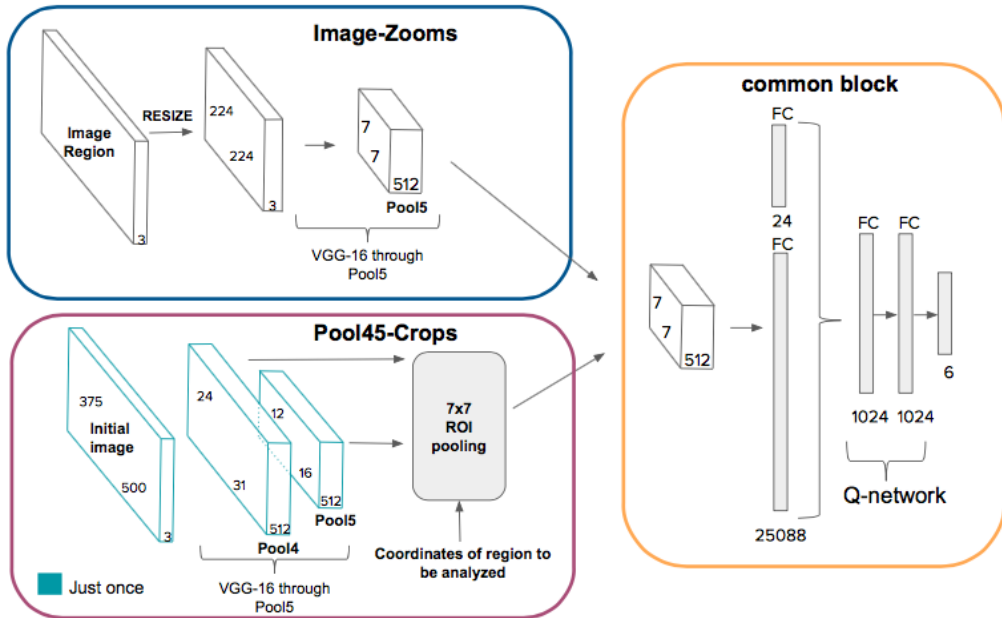 Image-Zooms
RESIZE
Image
Region
3
224
224
3
7
7
512
Pool5
VGG-16 through
Pool5
Pool45-Crops
375
Initial
image
500
3
24
31
512
Pool4
12
16
512
Pool5
VGG-16 through
Pool5
7x7
ROI
pooling
Coordinates of region to
be analyzed
Just once
common block
7
7
512
FC
24
FC
25088
FC
1024
FC
1024
6
Q-network